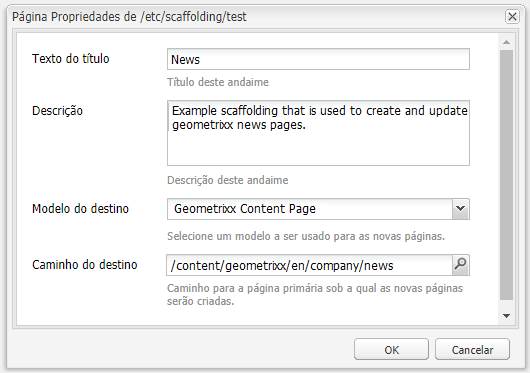 Página Propriedades de /etc/scaffolding/test
Texto do título
News
Título deste andaime
Descrição
Example scaffolding that is used to create and update
geometrixx news pages.
Descrição deste andaime
Modelo do destino
Geometrixx Content Page
Selecione um modelo a ser usado para as novas páginas.
Caminho do destino
/content/geometrixx/en/company/news
Caminho para a página primária sob a qual as novas páginas
serão criadas.
OK
Cancelar